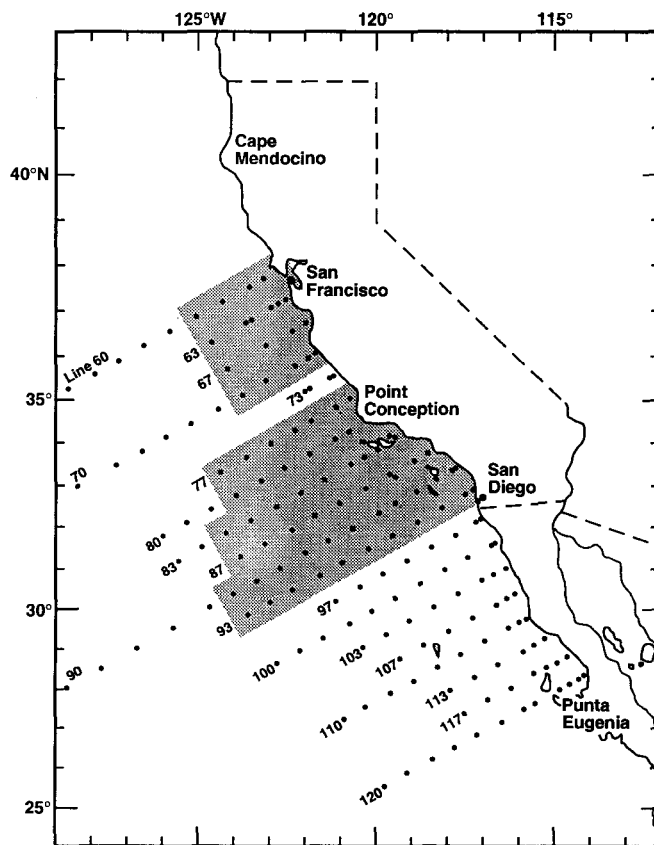 125°W
120°
115°
Cape
Mendocino
40°N
San
Francisco
63
Line 60
67
35°
Point
Conception
73
70
77
San
Diego
80
83
87
30°
97
93
90
100
103
107
113
110
117
Punta
Eugenia
120
25°